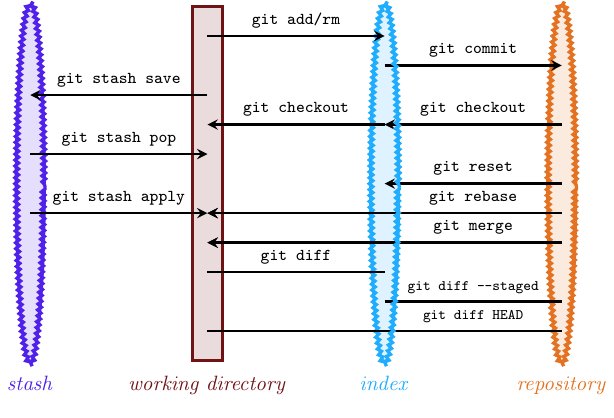 git add/rm
git commit
git stash save
git checkout
git checkout
git stash pop
git reset
git stash apply
git rebase
git merge
git diff
git diff --staged
git diff HEAD
stash
working directory
index
repository